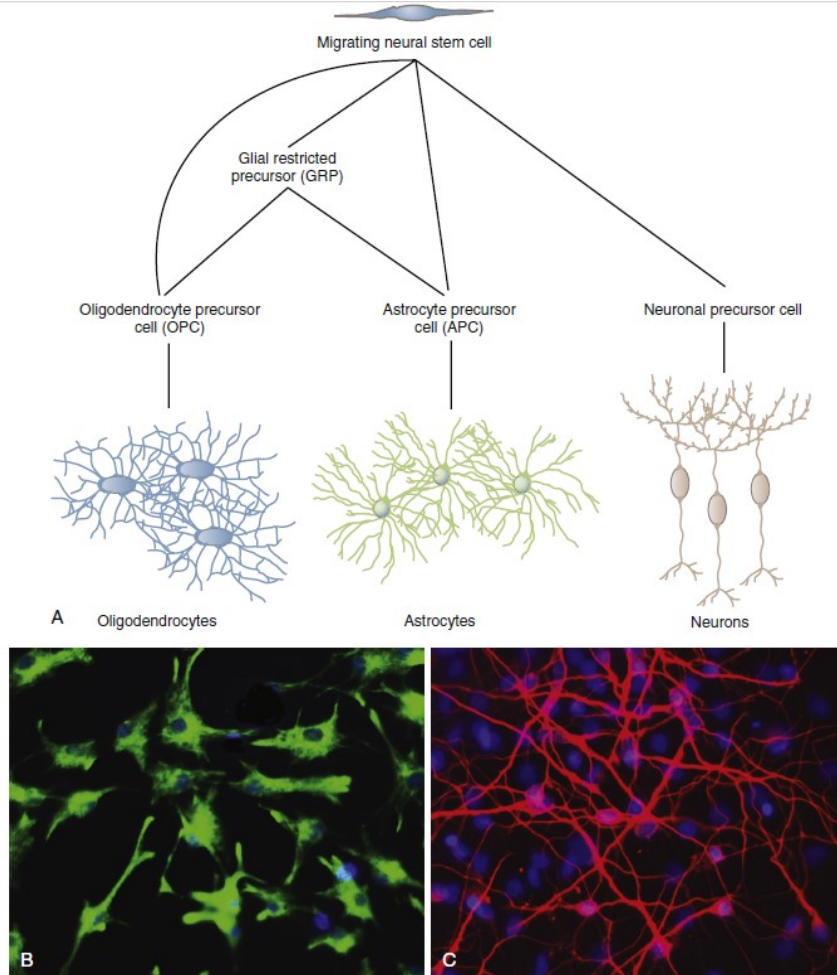 Migrating neural stem cell
Glial restricted
precursor (GRP)
Oligodendrocyte precursor
cell (OPC)
Astrocyte precursor
cell (APC)
Neuronal precursor cell
A
Oligodendrocytes
Astrocytes
Neurons
B
C